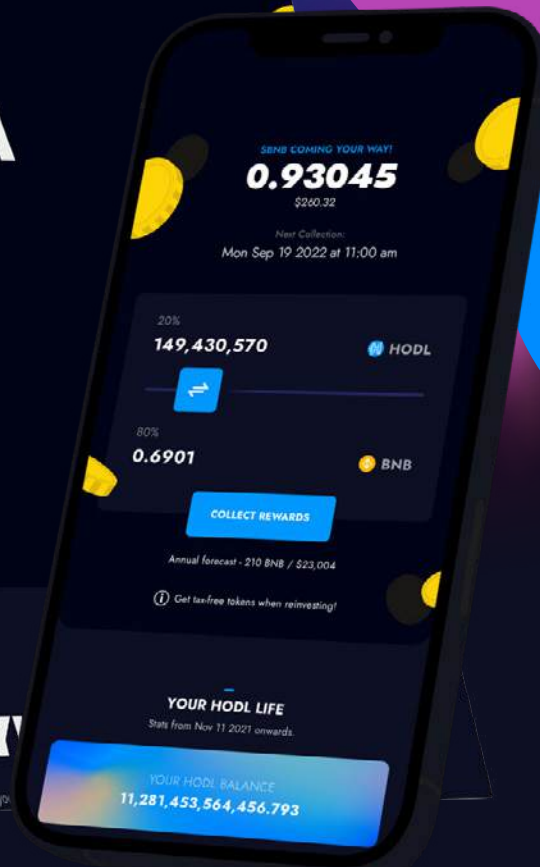 $BNB COMING YOUR WAY!
0.93045
$260.32
Next Collection:
Mon Sep 19 2022 at 11:00 am
20%
149,430,570 HODL
80%
0.6901 BNB
COLLECT REWARDS
Annual forecast - 210 BNB / $23,004
Get tax-free tokens when reinvesting!
YOUR HODL LIFE
Stats from Nov 11 2021 onwards.
YOUR HODL BALANCE
11,281,453,564,456.793